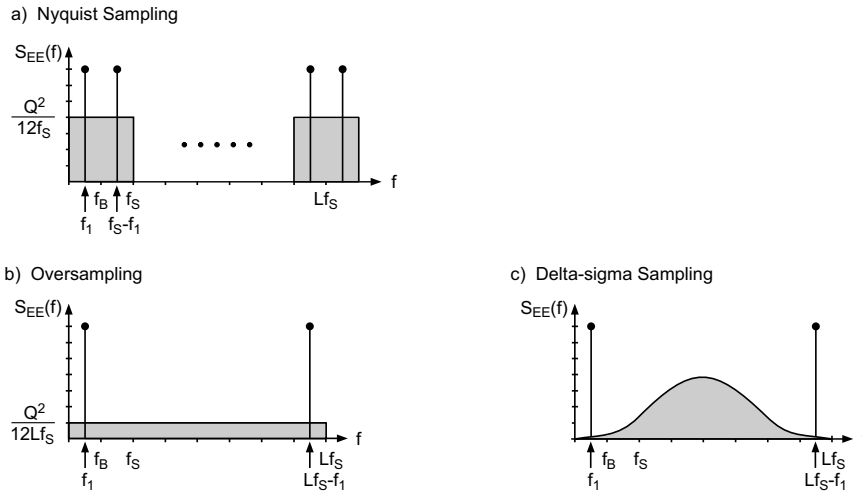 a) Nyquist Sampling
S_EE(f)
Q²
12f_S
f
f_B f_S Lf_S
f_1 f_S-f_1
b) Oversampling
S_EE(f)
Q²
12Lf_S
f
f_B f_S Lf_S
f_1 Lf_S-f_1
c) Delta-sigma Sampling
S_EE(f)
f
f_B f_S Lf_S
f_1 Lf_S-f_1